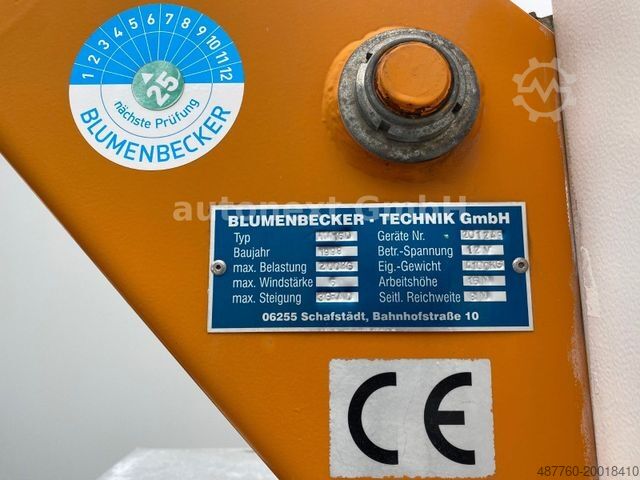 1 2 3 4 5 6 7 8 9 10 11 12
25
nächste Prüfung
BLUMENBECKER
autonext GmbH
BLUMENBECKER - TECHNIK GmbH
Typ Geräte Nr.
Baujahr 1998 Betr.-Spannung 12 V
max. Belastung 200KG Eig.-Gewicht
max. Windstärke 6 Arbeitshöhe
max. Steigung Seitl. Reichweite
06255 Schafstädt, Bahnhofstraße 10
CE
487760-20018410